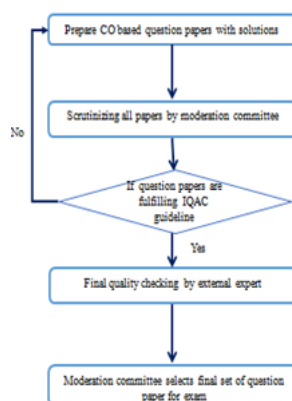 Prepare CO based question papers with solutions
Scrutinizing all papers by moderation committee
No
If
question papers are
fulfilling IQAC
guideline
Yes
Final quality checking by external expert
Moderation committee selects final set of question
paper for exam